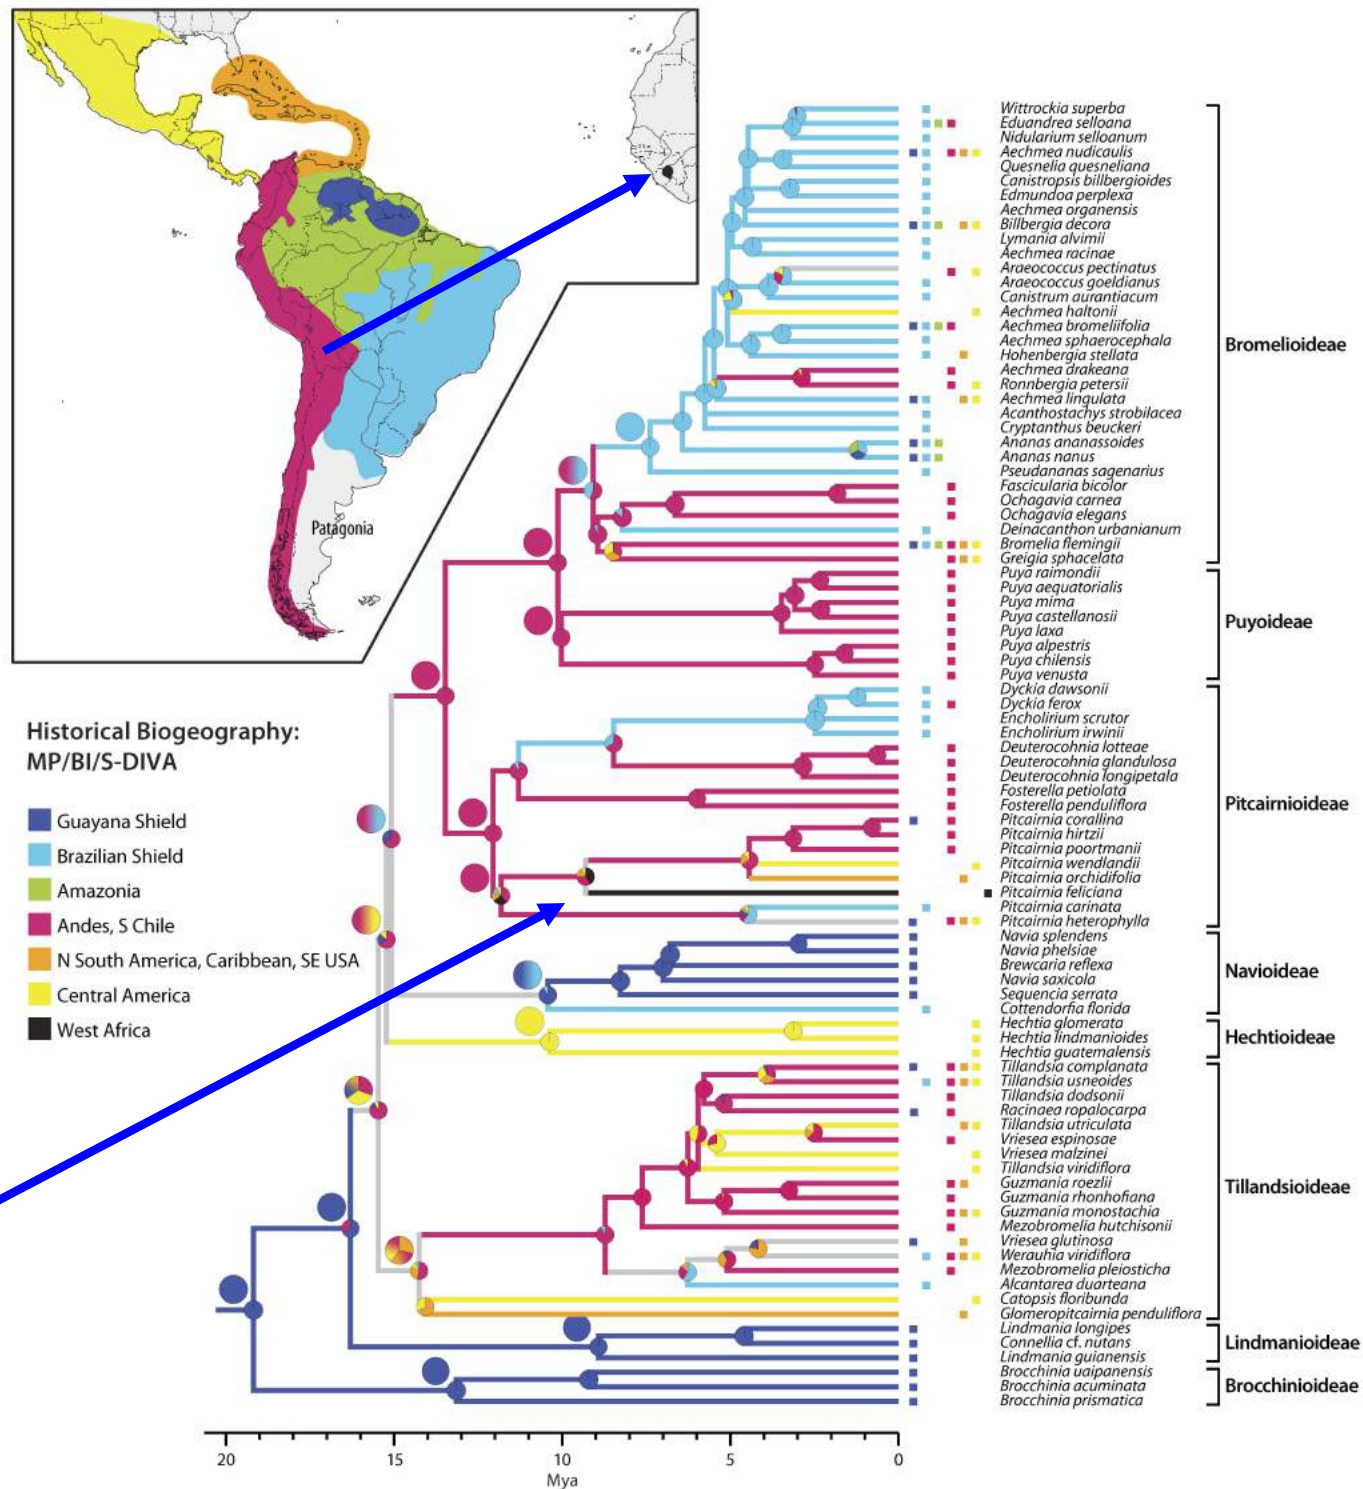 Patagonia
Historical Biogeography:
MP/BI/S-DIVA
Guayana Shield
Brazilian Shield
Amazonia
Andes, S Chile
N South America, Caribbean, SE USA
Central America
West Africa
Wittrockia superba
Eduandrea selloana
Nidularium selloanum
Aechmea nudicaulis
Quesnelia quesneliana
Canistropsis billbergioides
Edmundoa perplexa
Aechmea organensis
Billbergia decora
Lymania alvimii
Aechmea racinae
Araeococcus pectinatus
Araeococcus goeldianus
Canistrum aurantiacum
Aechmea haltonii
Aechmea bromeliifolia
Aechmea sphaerocephala
Hohenbergia stellata
Aechmea drakeana
Ronnbergia petersii
Aechmea lingulata
Acanthostachys strobilacea
Cryptanthus beuckeri
Ananas ananassoides
Ananas nanus
Pseudananas sagenarius
Fascicularia bicolor
Ochagavia carnea
Ochagavia elegans
Deinacanthon urbanianum
Bromelia flemingii
Greigia sphacelata
Bromelioideae
Puya raimondii
Puya aequatorialis
Puya mima
Puya castellanosii
Puya laxa
Puya alpestris
Puya chilensis
Puya venusta
Puyoideae
Dyckia dawsonii
Dyckia ferox
Encholirium scrutor
Encholirium irwinii
Deuterocohnia lotteae
Deuterocohnia glandulosa
Deuterocohnia longipetala
Fosterella petiolata
Fosterella penduliflora
Pitcairnia corallina
Pitcairnia hirtzii
Pitcairnia poortmanii
Pitcairnia wendlandii
Pitcairnia orchidifolia
Pitcairnia feliciana
Pitcairnia carinata
Pitcairnia heterophylla
Pitcairnioideae
Navia splendens
Navia phelsiae
Brewcaria reflexa
Navia saxicola
Sequencia serrata
Cottendorfia florida
Navioideae
Hechtia glomerata
Hechtia lindmanioides
Hechtia guatemalensis
Hechtioideae
Tillandsia complanata
Tillandsia usneoides
Tillandsia dodsonii
Racinaea ropalocarpa
Tillandsia utriculata
Vriesea espinosae
Vriesea malzinei
Tillandsia viridiflora
Guzmania roezlii
Guzmania rhonhofiana
Guzmania monostachia
Mezobromelia hutchisonii
Vriesea glutinosa
Werauhia viridiflora
Mezobromelia pleiosticha
Alcantarea duarteana
Catopsis floribunda
Glomeropitcairnia penduliflora
Tillandsioideae
Lindmania longipes
Connellia cf. nutans
Lindmania guianensis
Lindmanioideae
Brocchinia uaipanensis
Brocchinia acuminata
Brocchinia prismatica
Brocchinioideae
20 15 10 5 0
Mya